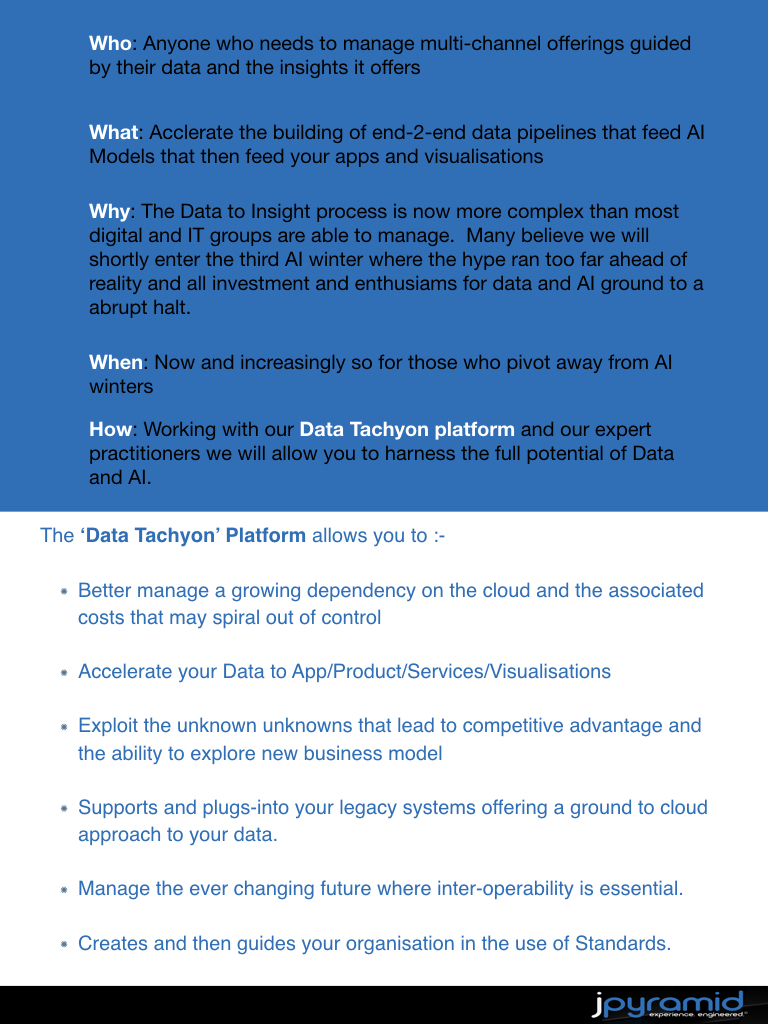 Who: Anyone who needs to manage multi-channel offerings guided
by their data and the insights it offers
What: Acclerate the building of end-2-end data pipelines that feed AI
Models that then feed your apps and visualisations
Why: The Data to Insight process is now more complex than most
digital and IT groups are able to manage.  Many believe we will
shortly enter the third AI winter where the hype ran too far ahead of
reality and all investment and enthusiams for data and AI ground to a
abrupt halt.
When: Now and increasingly so for those who pivot away from AI
winters
How: Working with our Data Tachyon platform and our expert
practitioners we will allow you to harness the full potential of Data
and AI.
The ‘Data Tachyon’ Platform allows you to :-
Better manage a growing dependency on the cloud and the associated
costs that may spiral out of control
Accelerate your Data to App/Product/Services/Visualisations
Exploit the unknown unknowns that lead to competitive advantage and
the ability to explore new business model
Supports and plugs-into your legacy systems offering a ground to cloud
approach to your data.
Manage the ever changing future where inter-operability is essential.
Creates and then guides your organisation in the use of Standards.
jpyramid
experience. engineered.